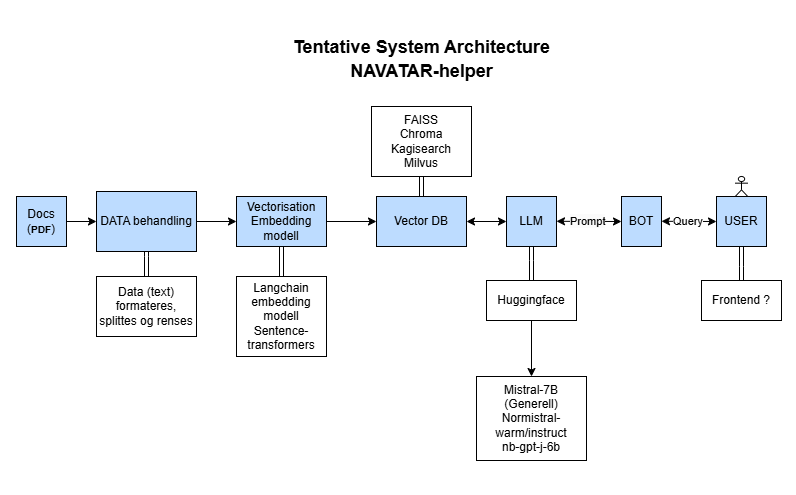 Tentative System Architecture
NAVATAR-helper
FAISS
Chroma
Kagisearch
Milvus
Docs
(PDF)
DATA behandling
Vectorisation
Embedding
modell
Vector DB
LLM
Prompt
BOT
Query
USER
Data (text)
formateres,
splittes og renses
Langchain
embedding
modell
Sentence-
transformers
Huggingface
Frontend ?
Mistral-7B
(Generell)
Normistral-
warm/instruct
nb-gpt-j-6b